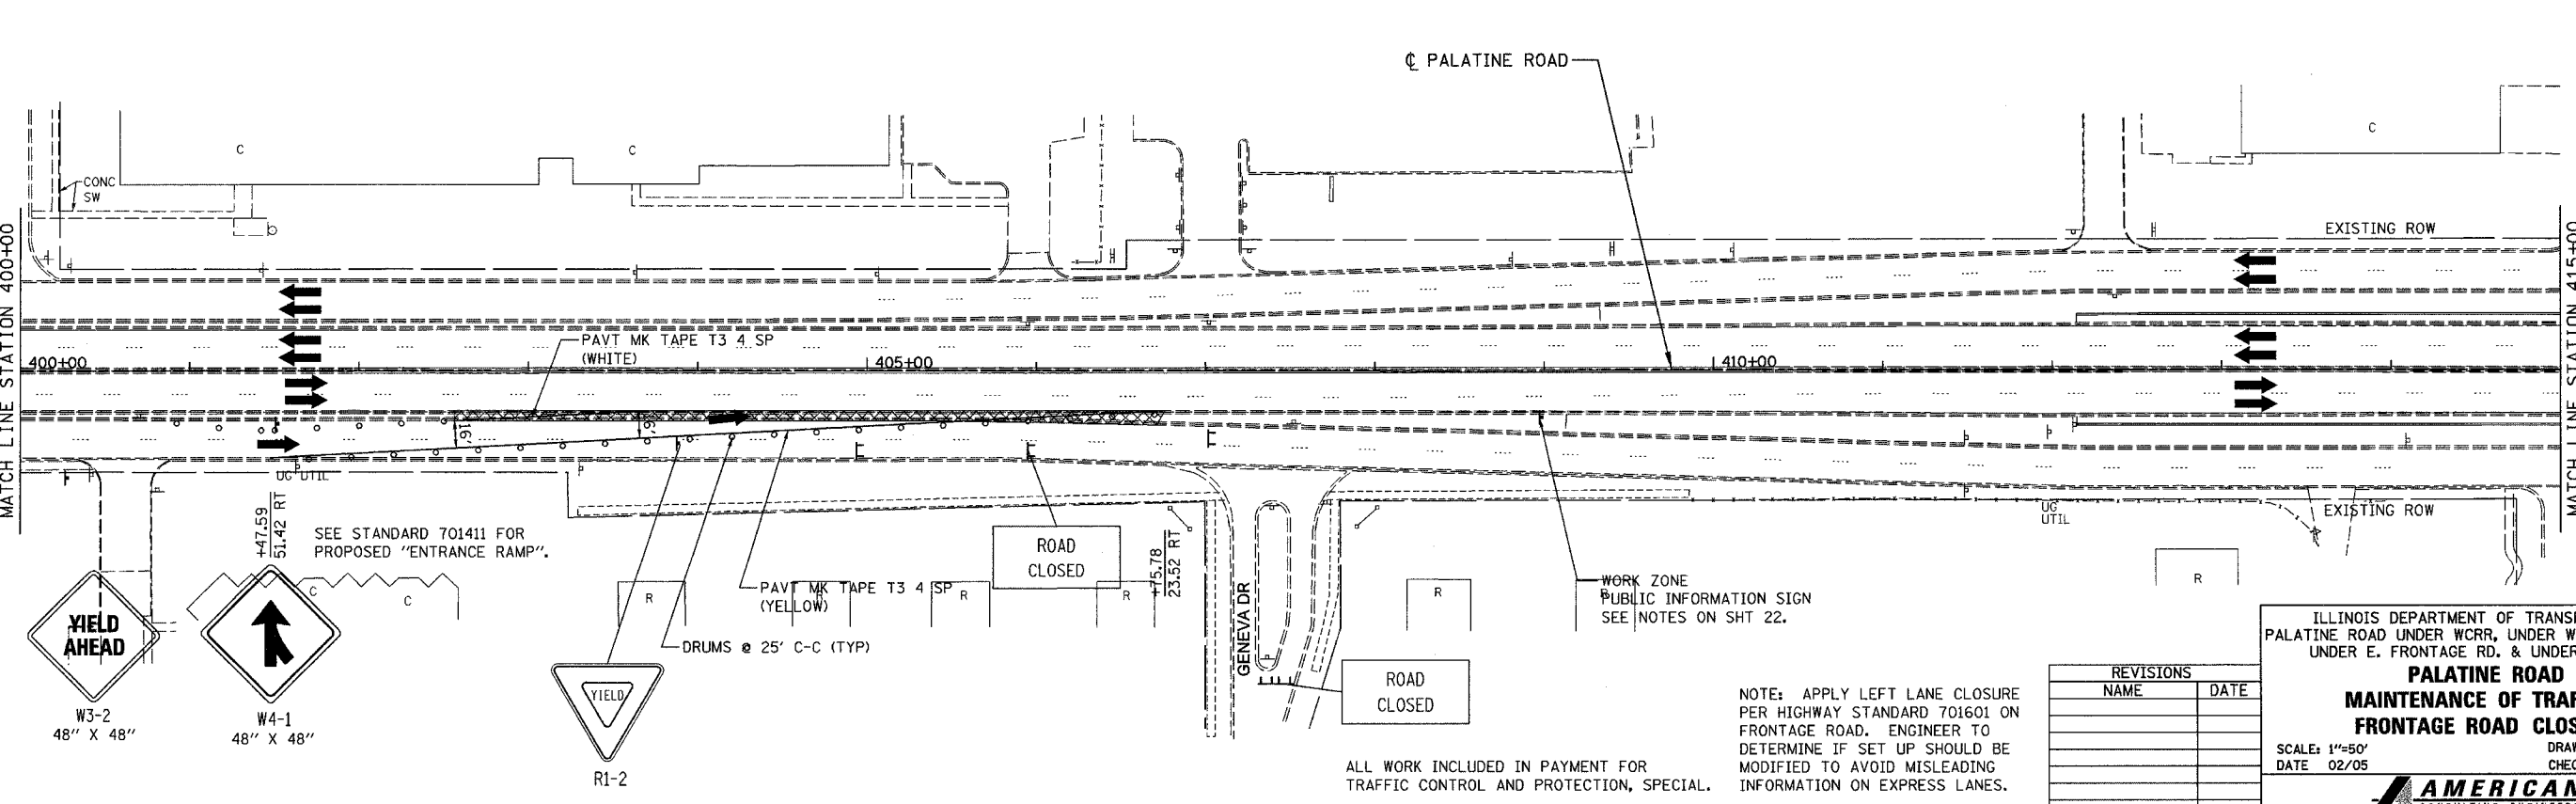 ℄ PALATINE ROAD
C
C
C
CONC
SW
EXISTING ROW
MATCH LINE STATION 400+00
MATCH LINE STATION 415+00
PAVT MK TAPE T3 4 SP
(WHITE)
400+00
405+00
410+00
16'
6'
UG UTIL
+47.59
51.42 RT
SEE STANDARD 701411 FOR
PROPOSED "ENTRANCE RAMP".
ROAD
CLOSED
+75.78
23.52 RT
UG
UTIL
EXISTING ROW
YIELD
AHEAD
W3-2
48" X 48"
W4-1
48" X 48"
C
C
R
R
R
R
R
R
R
PAVT MK TAPE T3 4 SP
(YELLOW)
DRUMS @ 25' C-C (TYP)
YIELD
R1-2
GENEVA DR
ROAD
CLOSED
WORK ZONE
PUBLIC INFORMATION SIGN
SEE NOTES ON SHT 22.
ALL WORK INCLUDED IN PAYMENT FOR
TRAFFIC CONTROL AND PROTECTION, SPECIAL.
NOTE: APPLY LEFT LANE CLOSURE
PER HIGHWAY STANDARD 701601 ON
FRONTAGE ROAD. ENGINEER TO
DETERMINE IF SET UP SHOULD BE
MODIFIED TO AVOID MISLEADING
INFORMATION ON EXPRESS LANES.
REVISIONS
NAME DATE
ILLINOIS DEPARTMENT OF TRANS
PALATINE ROAD UNDER WCRR, UNDER W
UNDER E. FRONTAGE RD. & UNDER
PALATINE ROAD
MAINTENANCE OF TRAF
FRONTAGE ROAD CLOS
SCALE: 1"=50' DRAW
DATE 02/05 CHEC
AMERICAN